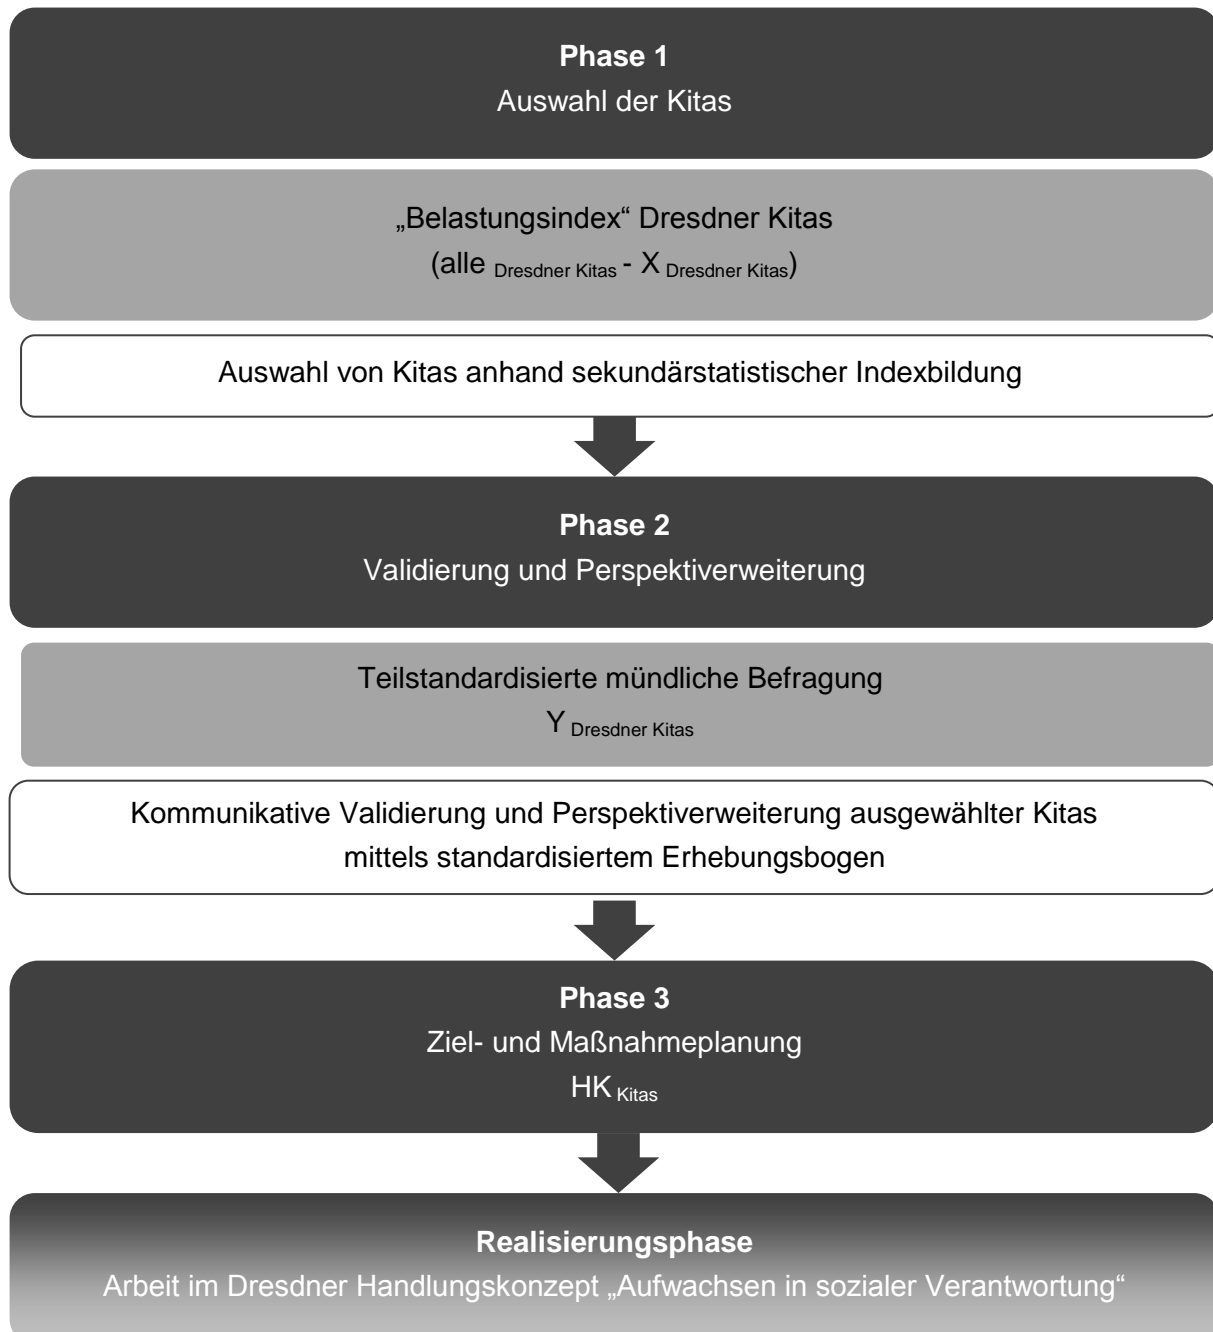 Phase 1
Auswahl der Kitas
„Belastungsindex“ Dresdner Kitas
(alle Dresdner Kitas - X Dresdner Kitas)
Auswahl von Kitas anhand sekundärstatistischer Indexbildung
Phase 2
Validierung und Perspektiverweiterung
Teilstandardisierte mündliche Befragung
Y Dresdner Kitas
Kommunikative Validierung und Perspektiverweiterung ausgewählter Kitas
mittels standardisiertem Erhebungsbogen
Phase 3
Ziel- und Maßnahmeplanung
HK Kitas
Realisierungsphase
Arbeit im Dresdner Handlungskonzept „Aufwachsen in sozialer Verantwortung“